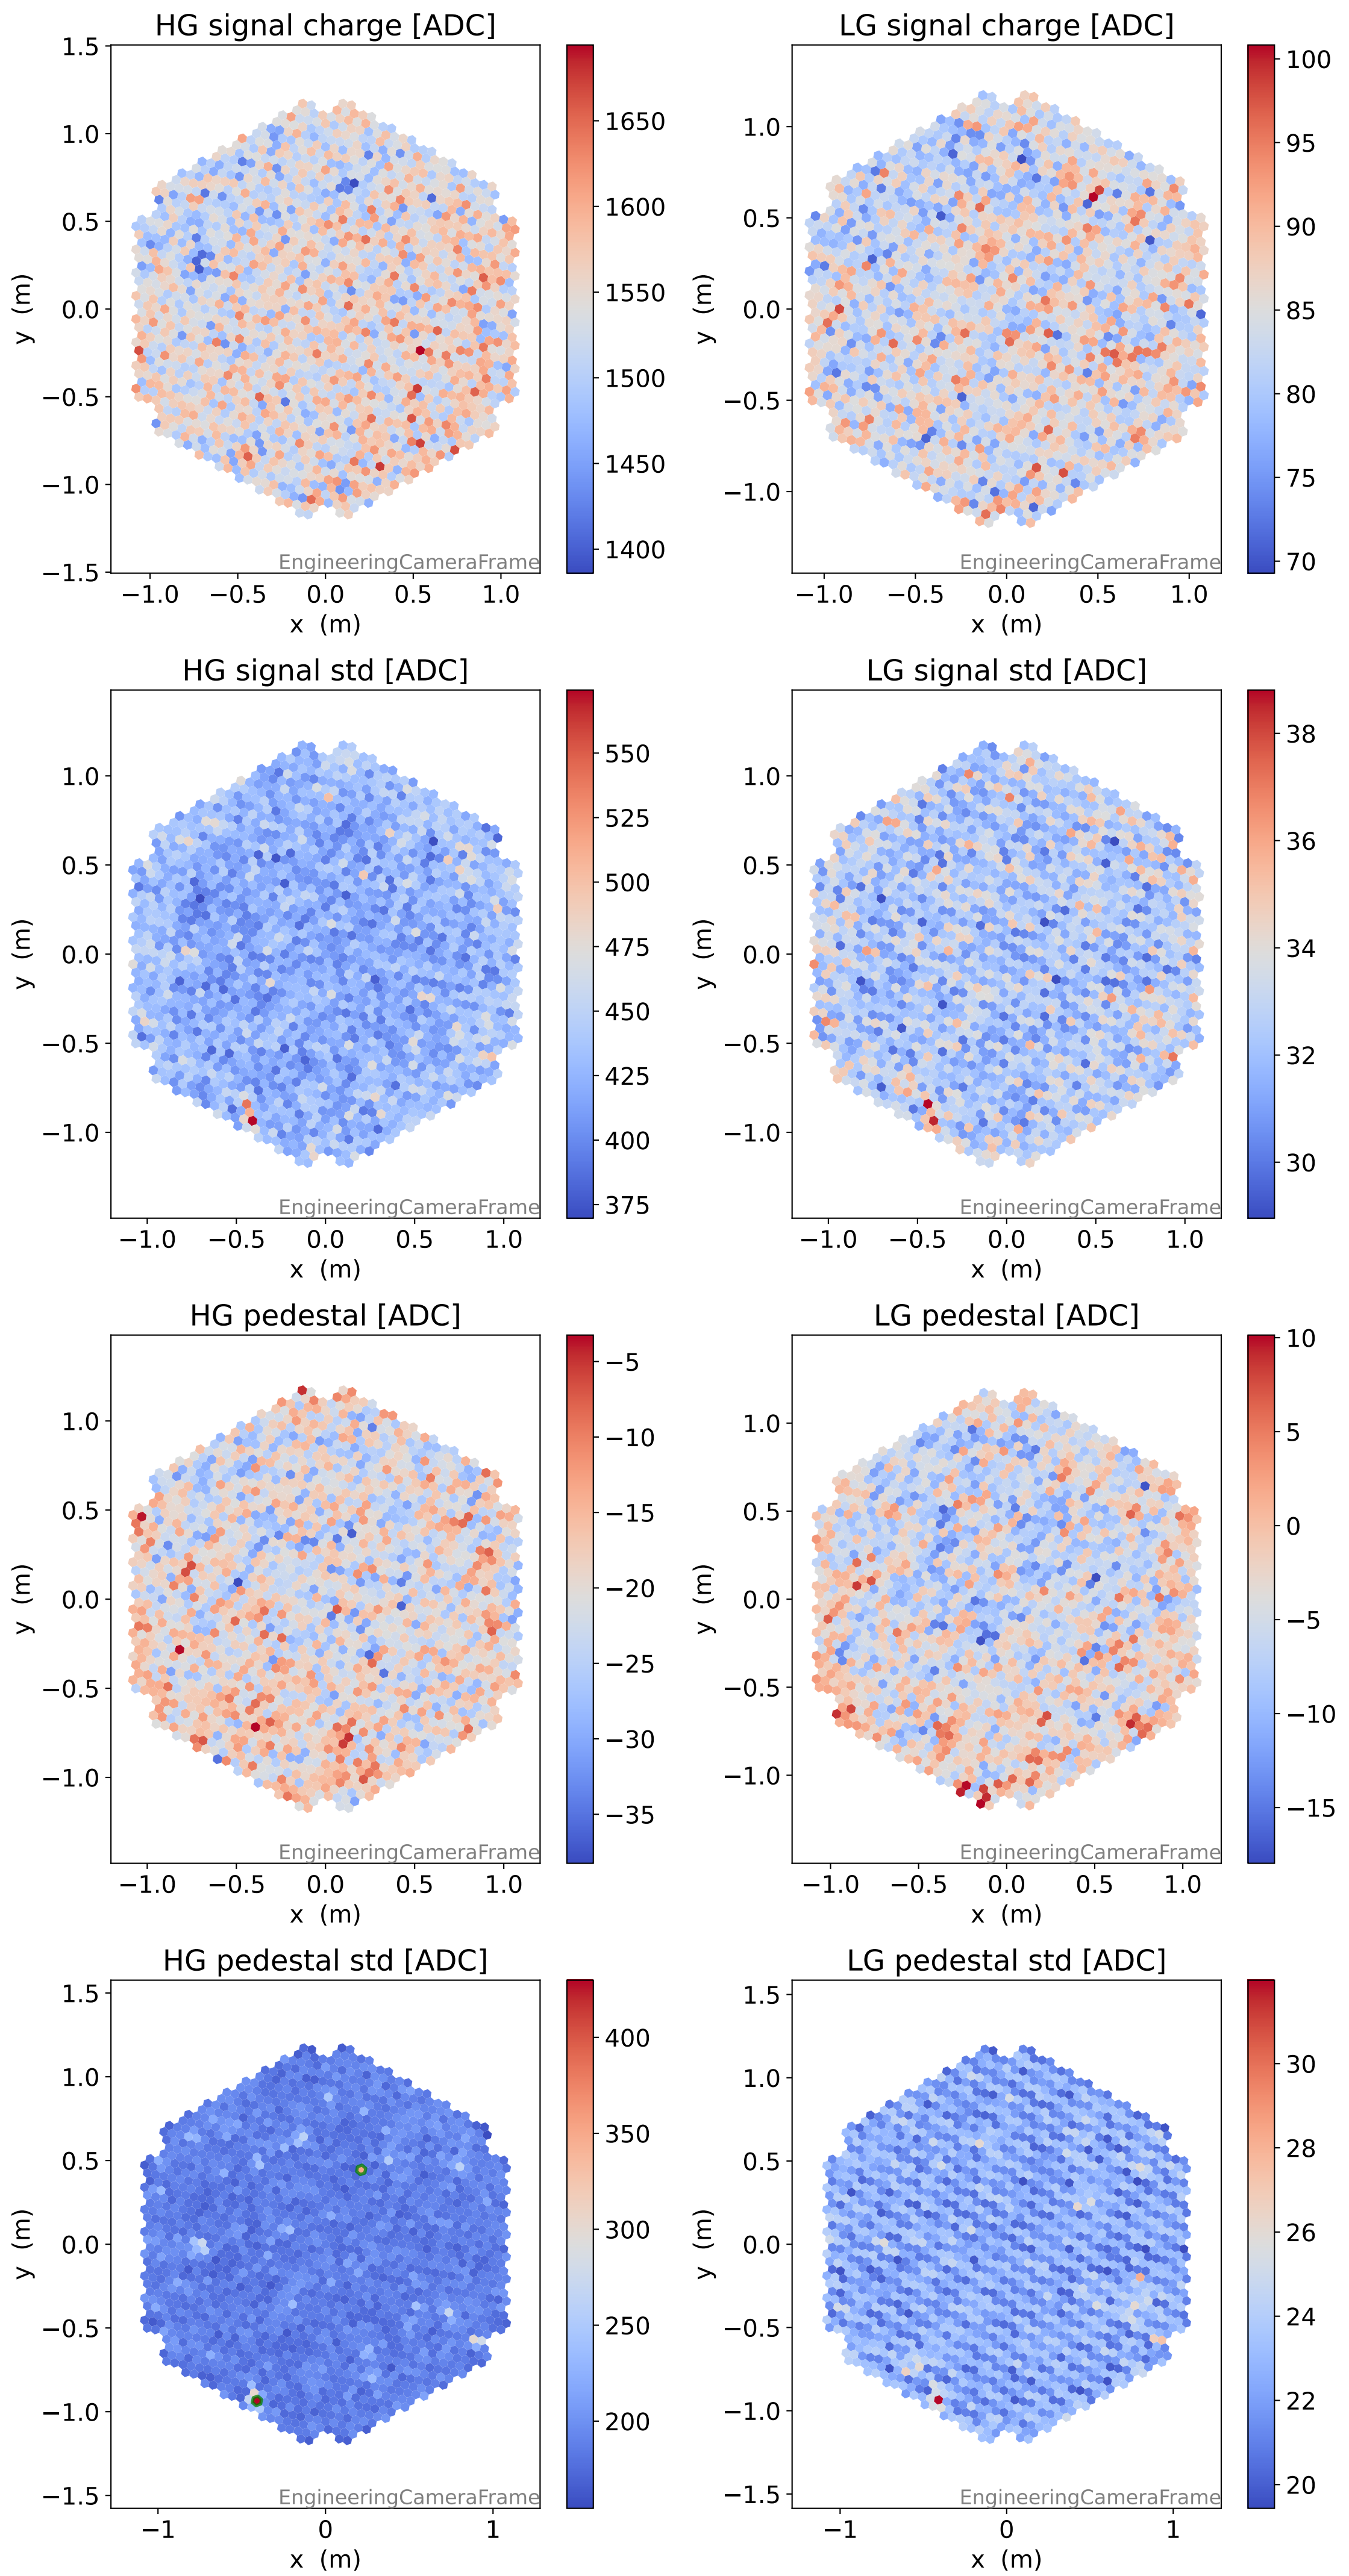 HG signal charge [ADC]
1.5
1.0
0.5
0.0
−0.5
−1.0
−1.5
y (m)
−1.0 −0.5 0.0 0.5 1.0
x (m)
EngineeringCameraFrame
1650
1600
1550
1500
1450
1400
LG signal charge [ADC]
1.0
0.5
0.0
−0.5
−1.0
y (m)
−1.0 −0.5 0.0 0.5 1.0
x (m)
EngineeringCameraFrame
100
95
90
85
80
75
70
HG signal std [ADC]
1.0
0.5
0.0
−0.5
−1.0
y (m)
−1.0 −0.5 0.0 0.5 1.0
x (m)
EngineeringCameraFrame
550
525
500
475
450
425
400
375
LG signal std [ADC]
1.0
0.5
0.0
−0.5
−1.0
y (m)
−1.0 −0.5 0.0 0.5 1.0
x (m)
EngineeringCameraFrame
38
36
34
32
30
HG pedestal [ADC]
1.0
0.5
0.0
−0.5
−1.0
y (m)
−1.0 −0.5 0.0 0.5 1.0
x (m)
EngineeringCameraFrame
−5
−10
−15
−20
−25
−30
−35
LG pedestal [ADC]
1.0
0.5
0.0
−0.5
−1.0
y (m)
−1.0 −0.5 0.0 0.5 1.0
x (m)
EngineeringCameraFrame
10
5
0
−5
−10
−15
HG pedestal std [ADC]
1.5
1.0
0.5
0.0
−0.5
−1.0
−1.5
y (m)
−1 0 1
x (m)
EngineeringCameraFrame
400
350
300
250
200
LG pedestal std [ADC]
1.5
1.0
0.5
0.0
−0.5
−1.0
−1.5
y (m)
−1 0 1
x (m)
EngineeringCameraFrame
30
28
26
24
22
20